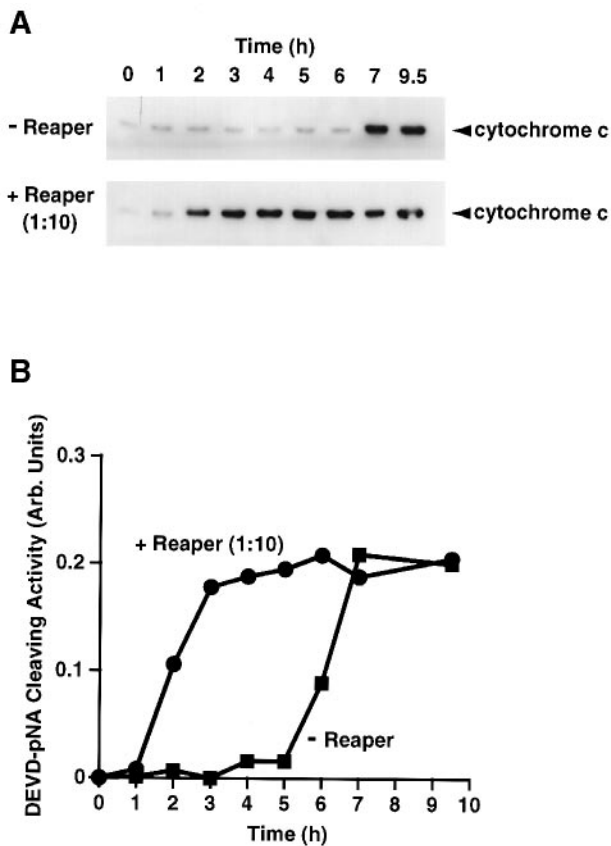 A
Time (h)
0 1 2 3 4 5 6 7 9.5
- Reaper
cytochrome c
+ Reaper
(1:10)
cytochrome c
B
DEVD-pNA Cleaving Activity (Arb. Units)
0.3
0.2
0.1
0
+ Reaper (1:10)
- Reaper
0 1 2 3 4 5 6 7 8 9 10
Time (h)